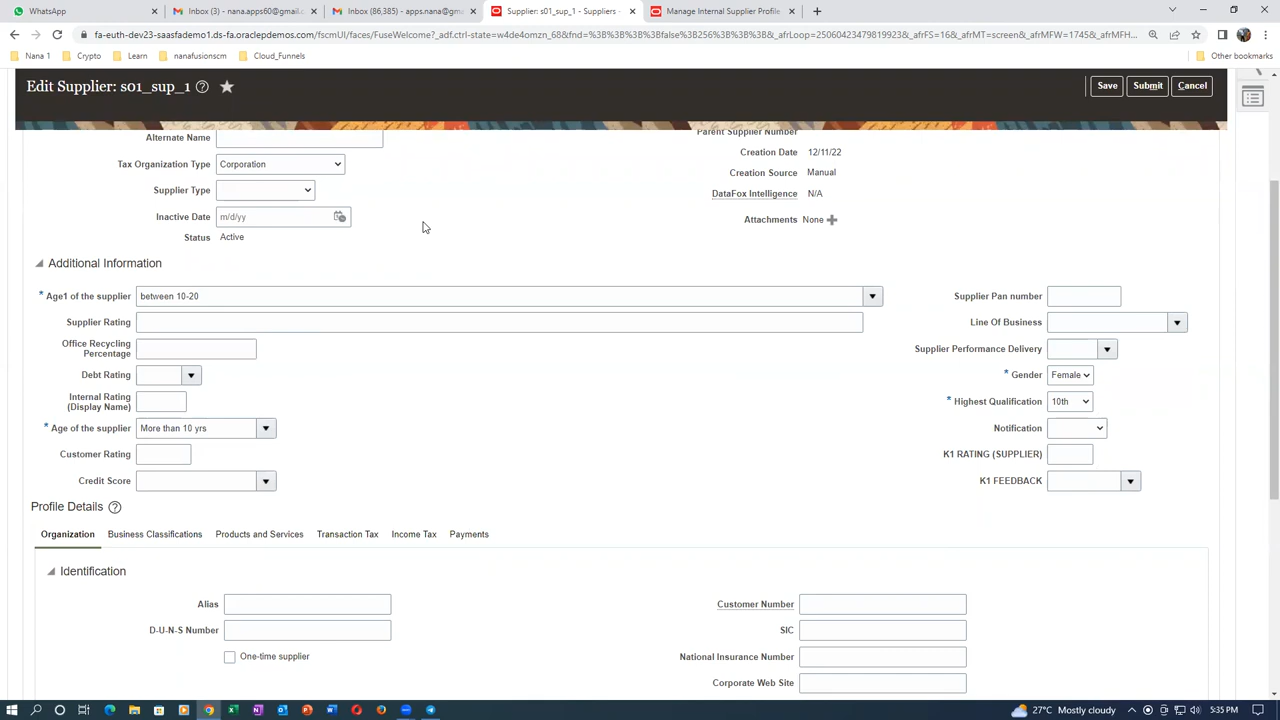 WhatsApp
Inbox (3) - nana.apps60@gmail.c
Inbox (86,385) - apps.nana@gmai
Supplier: s01_sup_1 - Suppliers -
Manage Internal Supplier Profile
fa-euth-dev23-saasfademo1.ds-fa.oraclepdemos.com/fscmUI/faces/FuseWelcome?_adf.ctrl-state=w4de4omzn_68&fnd=%3B%3B%3B%3Bfalse%3B256%3B%3B%3B&_afrLoop=25060423479819923&_afrFS=16&_afrMT=screen&_afrMFW=1745&_afrMFH...
Nana 1
Crypto
Learn
nanafusionscm
Cloud_Funnels
Other bookmarks
Edit Supplier: s01_sup_1
Save
Submit
Cancel
Alternate Name
Parent Supplier Number
Creation Date 12/11/22
Tax Organization Type Corporation
Creation Source Manual
Supplier Type
DataFox Intelligence N/A
Inactive Date m/d/yy
Attachments None
Status Active
Additional Information
* Age1 of the supplier between 10-20
Supplier Pan number
Supplier Rating
Line Of Business
Office Recycling
Percentage
Supplier Performance Delivery
Debt Rating
* Gender Female
Internal Rating
(Display Name)
* Highest Qualification 10th
* Age of the supplier More than 10 yrs
Notification
Customer Rating
K1 RATING (SUPPLIER)
Credit Score
K1 FEEDBACK
Profile Details
Organization
Business Classifications
Products and Services
Transaction Tax
Income Tax
Payments
Identification
Alias
Customer Number
D-U-N-S Number
SIC
One-time supplier
National Insurance Number
Corporate Web Site
27°C Mostly cloudy
5:35 PM